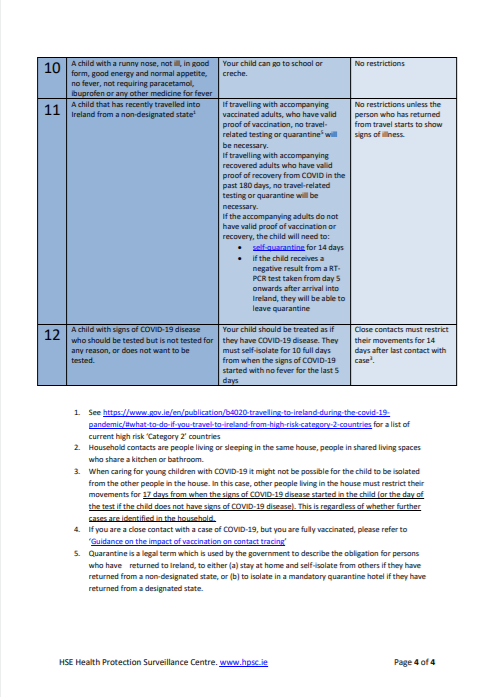 10
A child with a runny nose, not ill, in good
form, good energy and normal appetite,
no fever, not requiring paracetamol,
ibuprofen or any other medicine for fever
Your child can go to school or
creche.
No restrictions
11
A child that has recently travelled into
Ireland from a non-designated state¹
If travelling with accompanying
vaccinated adults, who have valid
proof of vaccination, no travel-
related testing or quarantine⁵ will
be necessary.
If travelling with accompanying
recovered adults who have valid
proof of recovery from COVID in the
past 180 days, no travel-related
testing or quarantine will be
necessary.
If the accompanying adults do not
have valid proof of vaccination or
recovery, the child will need to:
• self-quarantine for 14 days
• if the child receives a
negative result from a RT-
PCR test taken from day 5
onwards after arrival into
Ireland, they will be able to
leave quarantine
No restrictions unless the
person who has returned
from travel starts to show
signs of illness.
12
A child with signs of COVID-19 disease
who should be tested but is not tested for
any reason, or does not want to be
tested.
Your child should be treated as if
they have COVID-19 disease. They
must self-isolate for 10 full days
from when the signs of COVID-19
started with no fever for the last 5
days
Close contacts must restrict
their movements for 14
days after last contact with
case³.
1. See https://www.gov.ie/en/publication/b4020-travelling-to-ireland-during-the-covid-19-
pandemic/#what-to-do-if-you-travel-to-ireland-from-high-risk-category-2-countries for a list of
current high risk ‘Category 2’ countries
2. Household contacts are people living or sleeping in the same house, people in shared living spaces
who share a kitchen or bathroom.
3. When caring for young children with COVID-19 it might not be possible for the child to be isolated
from the other people in the house. In this case, other people living in the house must restrict their
movements for 17 days from when the signs of COVID-19 disease started in the child (or the day of
the test if the child does not have signs of COVID-19 disease). This is regardless of whether further
cases are identified in the household.
4. If you are a close contact with a case of COVID-19, but you are fully vaccinated, please refer to
‘Guidance on the impact of vaccination on contact tracing’
5. Quarantine is a legal term which is used by the government to describe the obligation for persons
who have returned to Ireland, to either (a) stay at home and self-isolate from others if they have
returned from a non-designated state, or (b) to isolate in a mandatory quarantine hotel if they have
returned from a designated state.
HSE Health Protection Surveillance Centre. www.hpsc.ie
Page 4 of 4